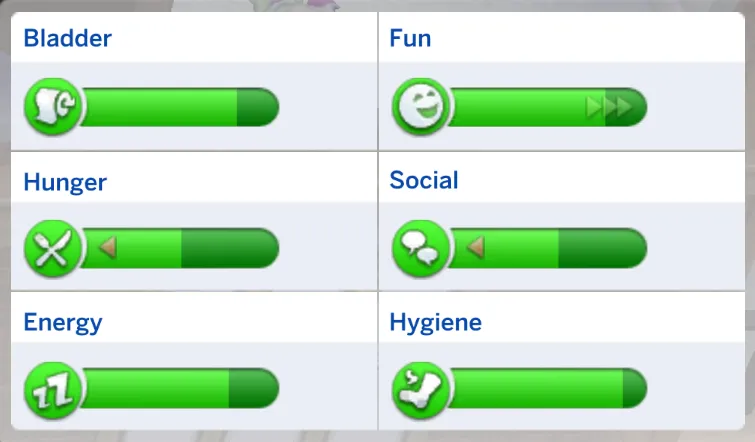 Bladder
Fun
Hunger
Social
Energy
Hygiene